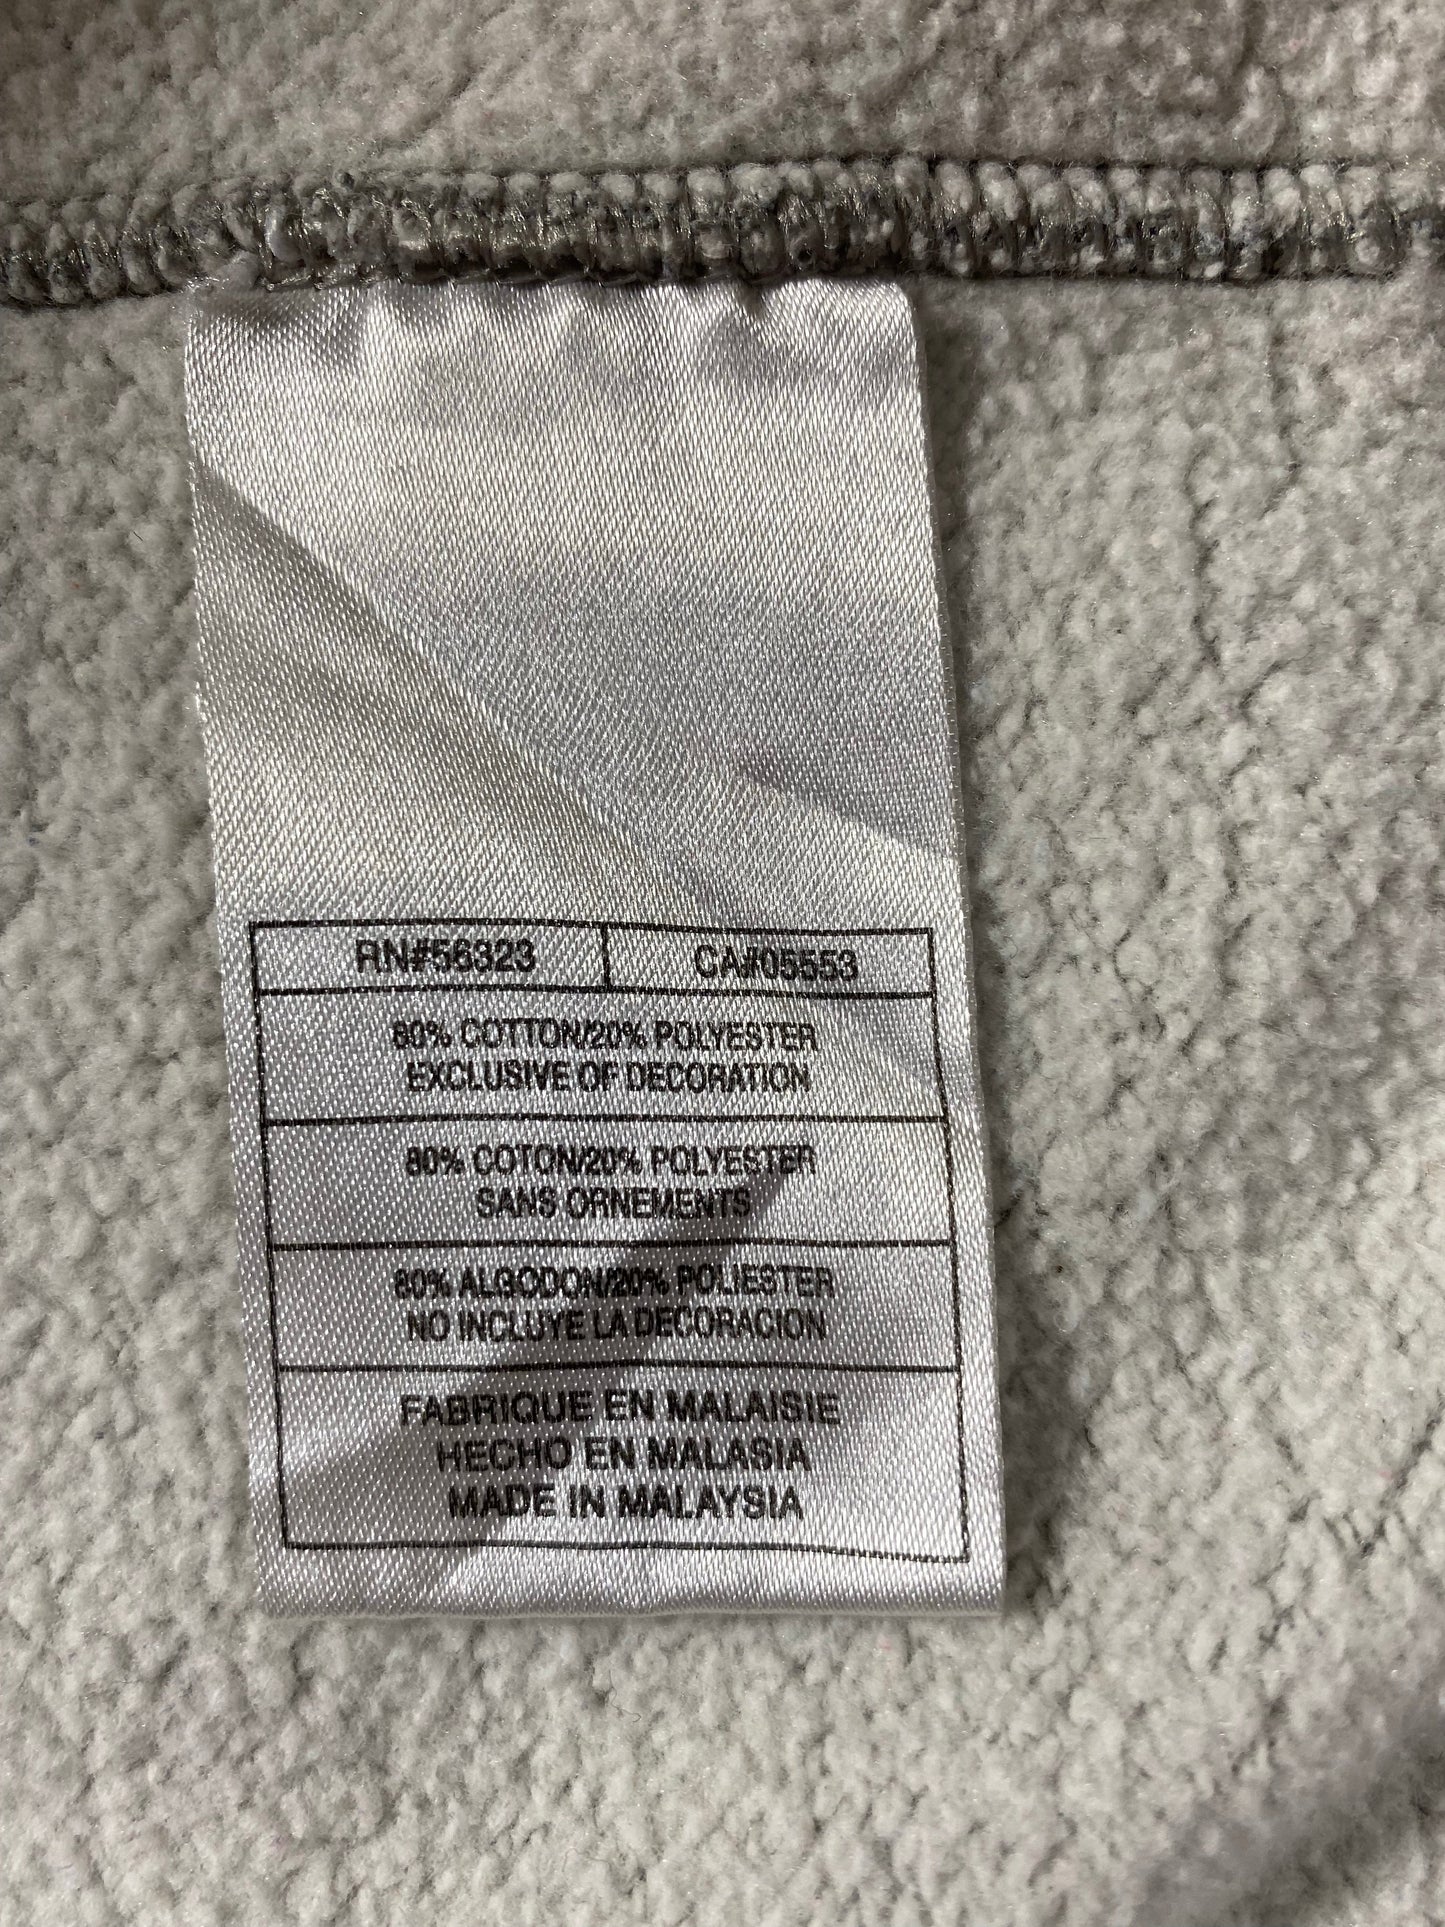 RN#56323 CA#05553
80% COTTON/20% POLYESTER
EXCLUSIVE OF DECORATION
80% COTON/20% POLYESTER
SANS ORNEMENTS
80% ALGODON/20% POLIESTER
NO INCLUYE LA DECORACION
FABRIQUE EN MALAISIE
HECHO EN MALASIA
MADE IN MALAYSIA